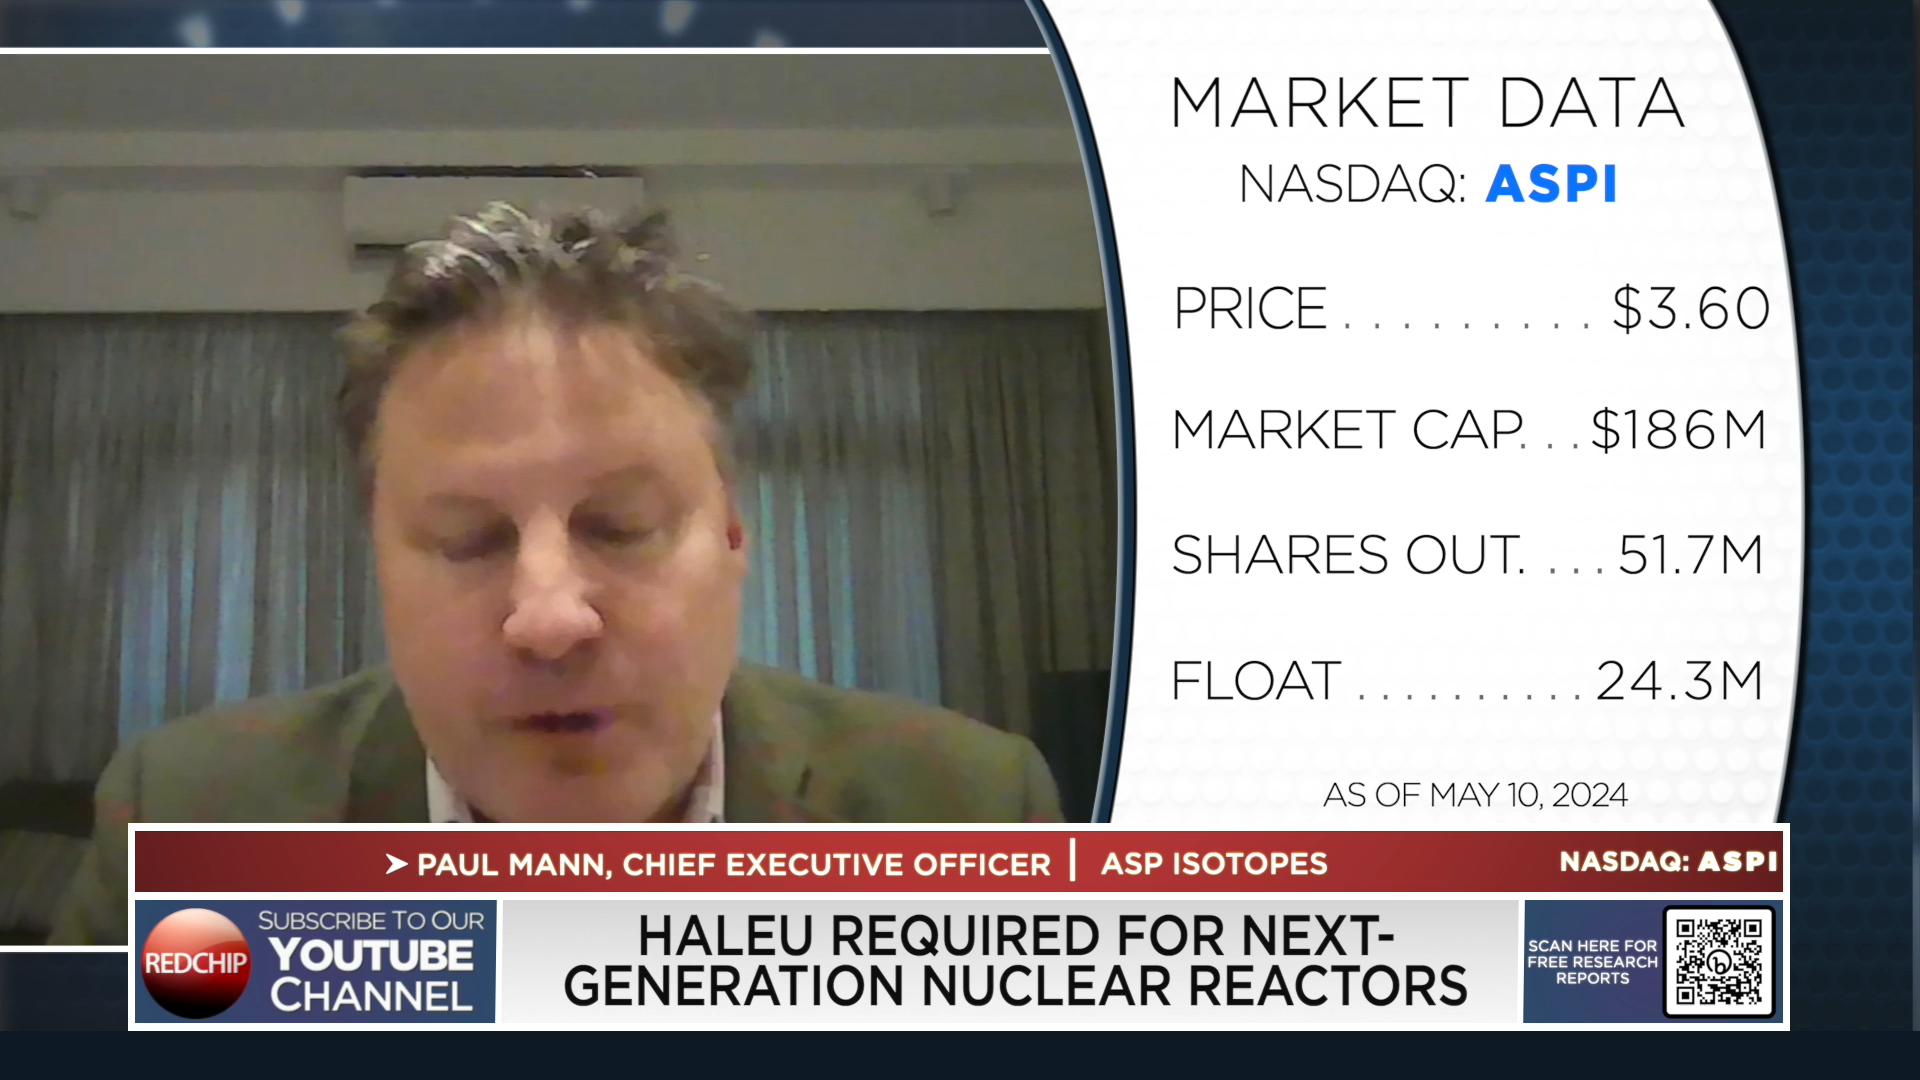 MARKET DATA
NASDAQ: ASPI
PRICE . . . . . . . . . . $3.60
MARKET CAP. . . $186M
SHARES OUT. . . . 51.7M
FLOAT . . . . . . . . . . 24.3M
AS OF MAY 10, 2024
➤ PAUL MANN, CHIEF EXECUTIVE OFFICER | ASP ISOTOPES
NASDAQ: ASPI
REDCHIP
SUBSCRIBE TO OUR
YOUTUBE
CHANNEL
HALEU REQUIRED FOR NEXT-
GENERATION NUCLEAR REACTORS
SCAN HERE FOR
FREE RESEARCH
REPORTS